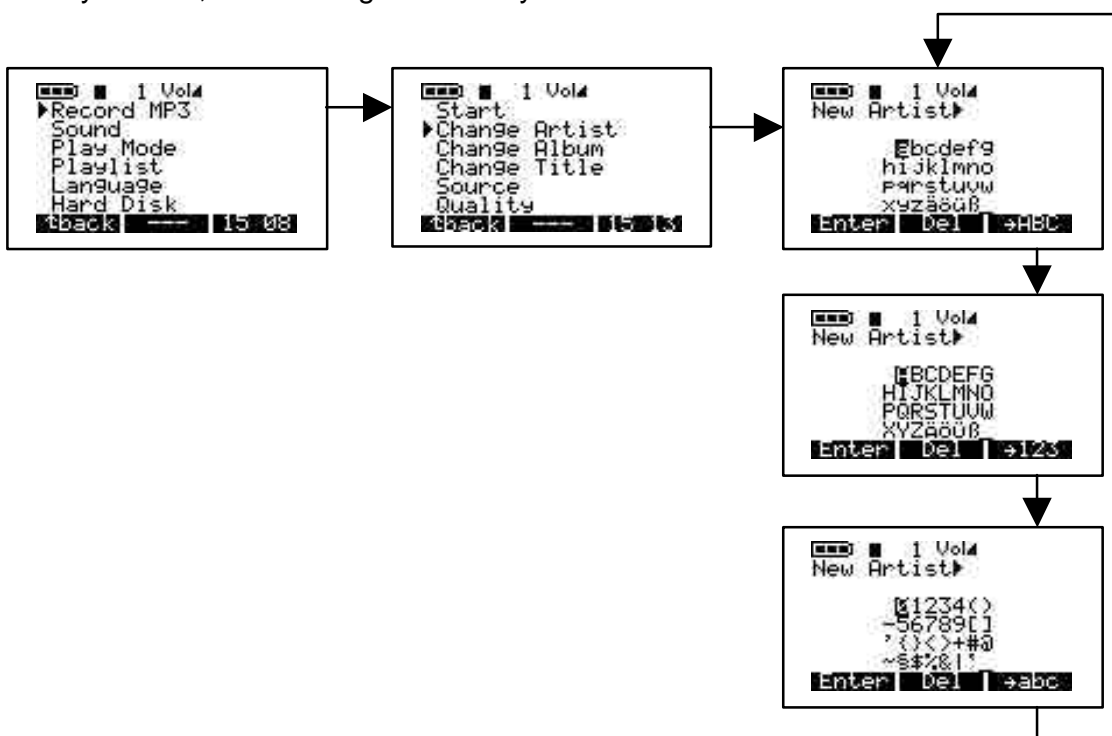 1 Vol
Record MP3
Sound
Play Mode
Playlist
Language
Hard Disk
back --- 15 08
1 Vol
Start
Change Artist
Change Album
Change Title
Source
Quality
back --- 15 13
1 Vol
New Artist
abcdefg
hijklmno
pqrstuvw
xyzäöüß_
Enter Del →ABC
1 Vol
New Artist
ABCDEFG
HIJKLMNO
PQRSTUVW
XYZÄÖÜß_
Enter Del →123
1 Vol
New Artist
1234()
-56789[]
'{}<>+#@
~§$%&|'_
Enter Del →abc